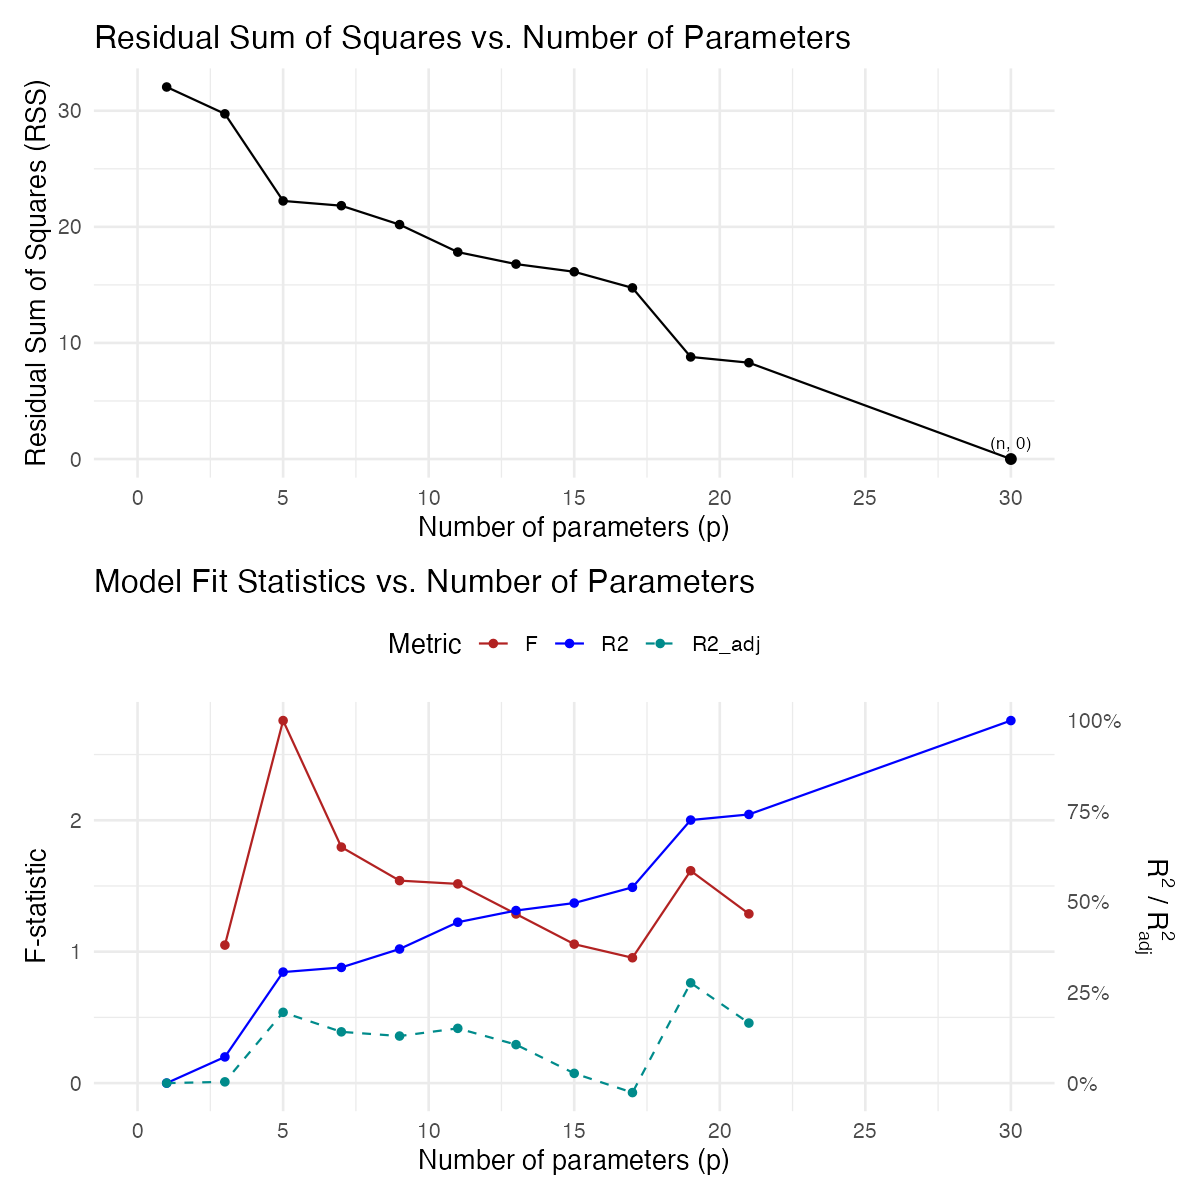 Residual Sum of Squares vs. Number of Parameters
Residual Sum of Squares (RSS)
30
20
10
0
(n, 0)
0 5 10 15 20 25 30
Number of parameters (p)
Model Fit Statistics vs. Number of Parameters
Metric F R2 R2_adj
F-statistic
2
1
0
100%
75%
50%
25%
0%
R² / R²adj
0 5 10 15 20 25 30
Number of parameters (p)